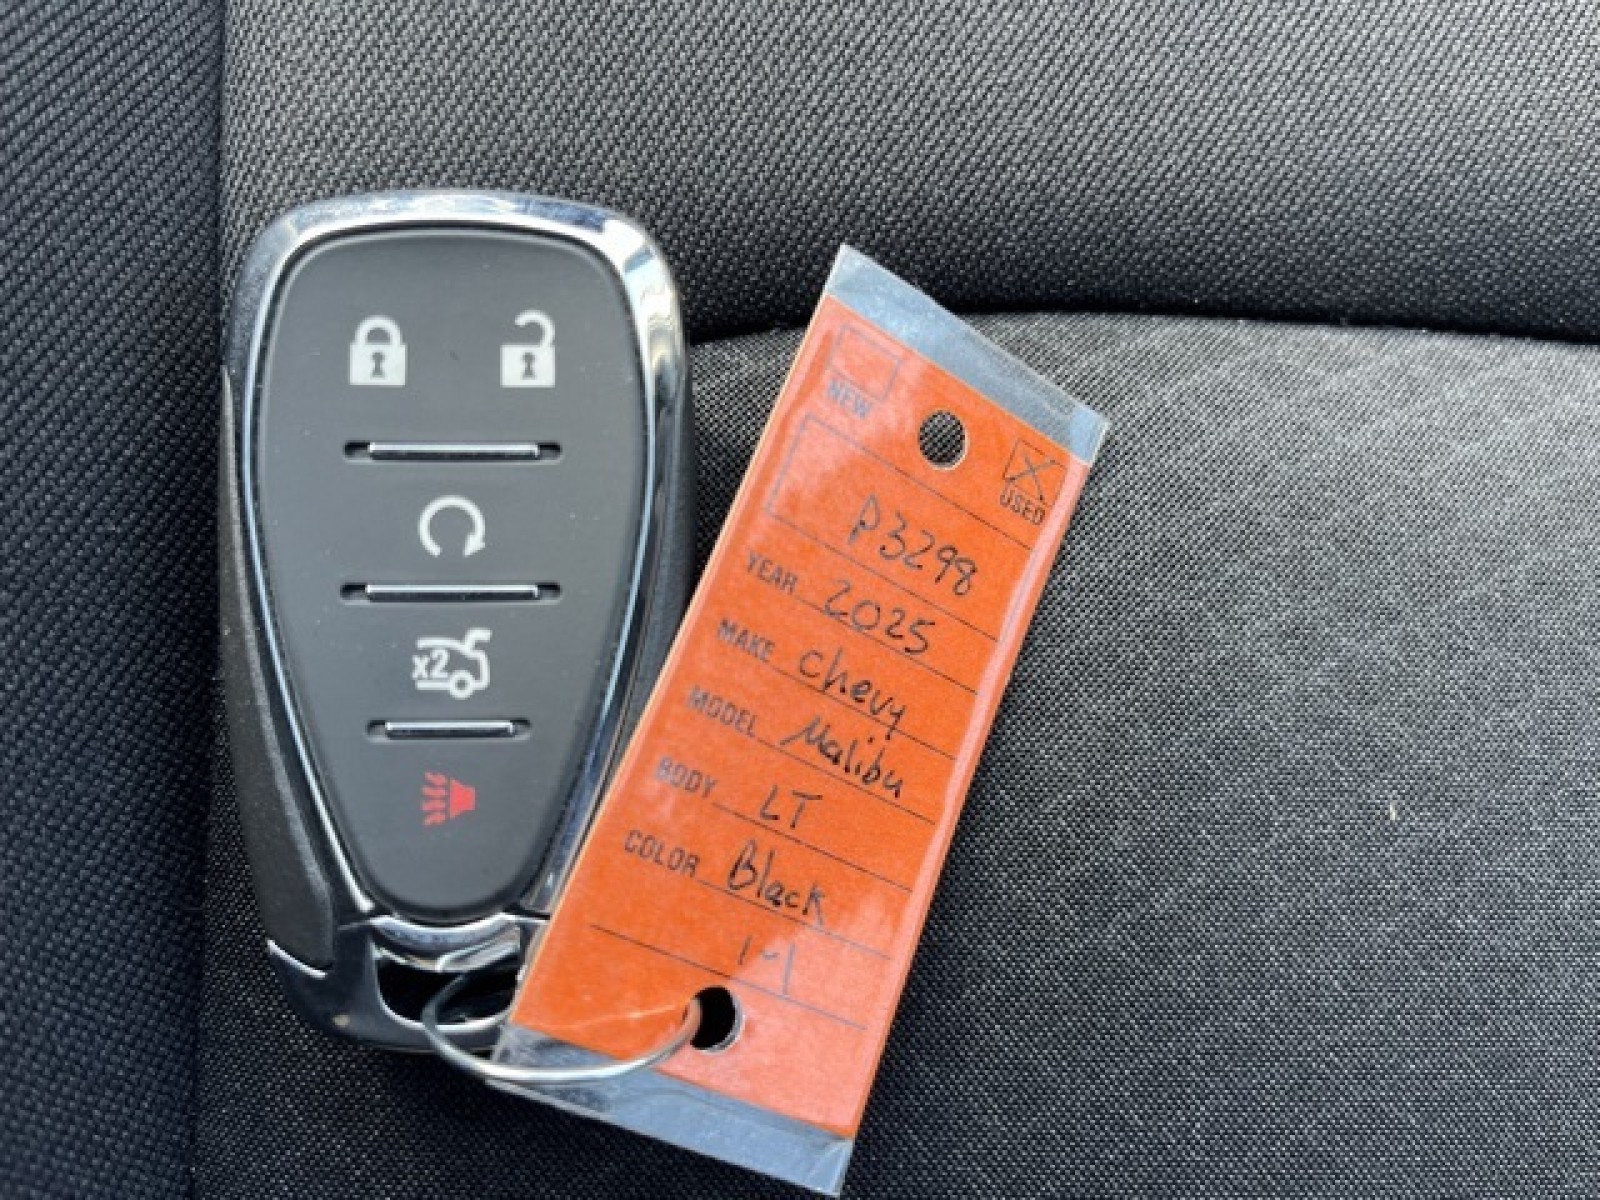 x2
NEW
USED
P3298
YEAR 2025
MAKE Chevy
MODEL Malibu
BODY LT
COLOR Black